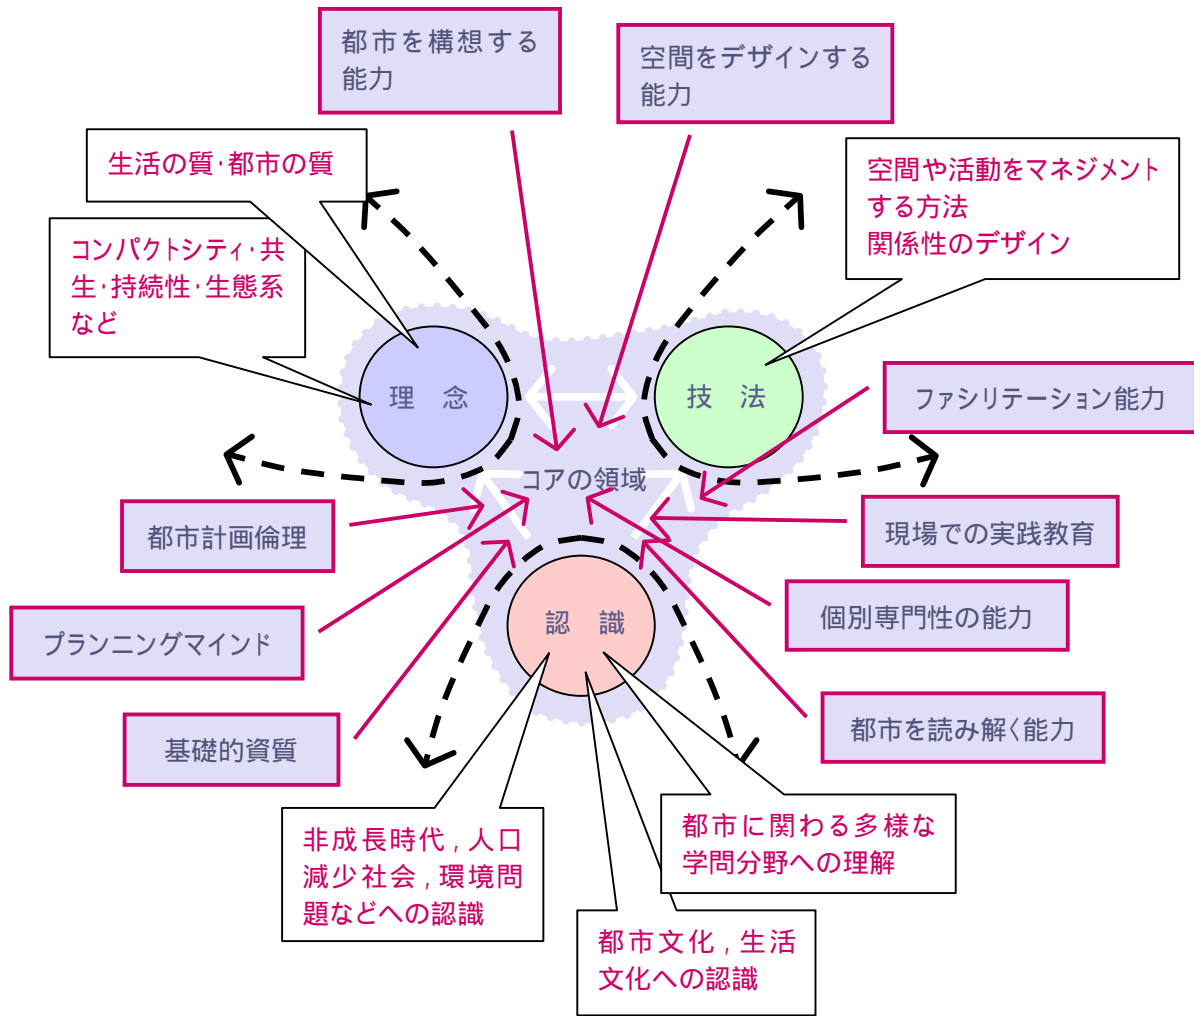 都市を構想する
能力
空間をデザインする
能力
生活の質・都市の質
空間や活動をマネジメント
する方法
関係性のデザイン
コンパクトシティ・共
生・持続性・生態系
など
理 念
技 法
ファシリテーション能力
コアの領域
都市計画倫理
現場での実践教育
プランニングマインド
認 識
個別専門性の能力
基礎的資質
都市を読み解く能力
非成長時代，人口
減少社会，環境問
題などへの認識
都市に関わる多様な
学問分野への理解
都市文化，生活
文化への認識